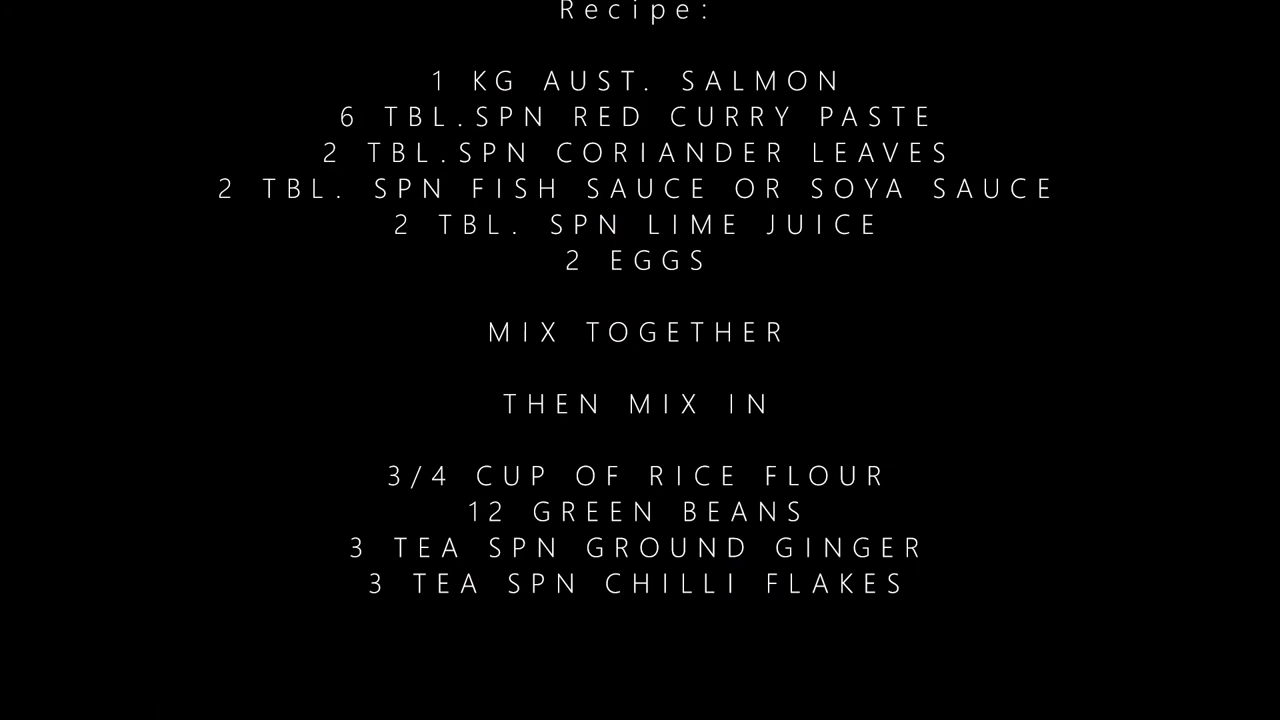 Recipe:
1 KG AUST. SALMON
6 TBL.SPN RED CURRY PASTE
2 TBL.SPN CORIANDER LEAVES
2 TBL. SPN FISH SAUCE OR SOYA SAUCE
2 TBL. SPN LIME JUICE
2 EGGS
MIX TOGETHER
THEN MIX IN
3/4 CUP OF RICE FLOUR
12 GREEN BEANS
3 TEA SPN GROUND GINGER
3 TEA SPN CHILLI FLAKES